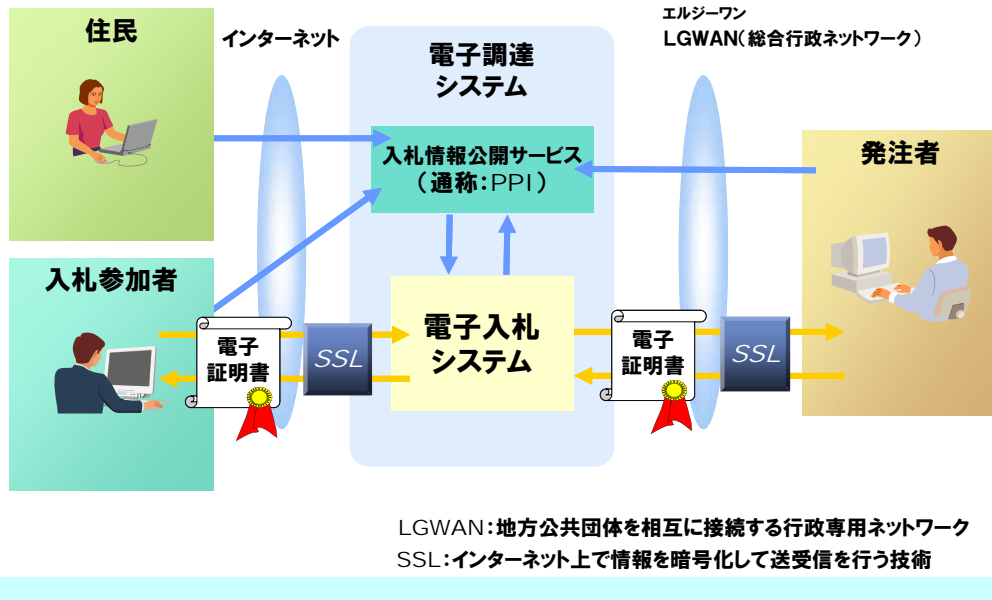 住民
インターネット
電子調達
システム
エルジーワン
LGWAN(総合行政ネットワーク)
入札情報公開サービス
(通称:PPI)
発注者
入札参加者
電子
証明書
SSL
電子入札
システム
電子
証明書
SSL
LGWAN:地方公共団体を相互に接続する行政専用ネットワーク
SSL:インターネット上で情報を暗号化して送受信を行う技術